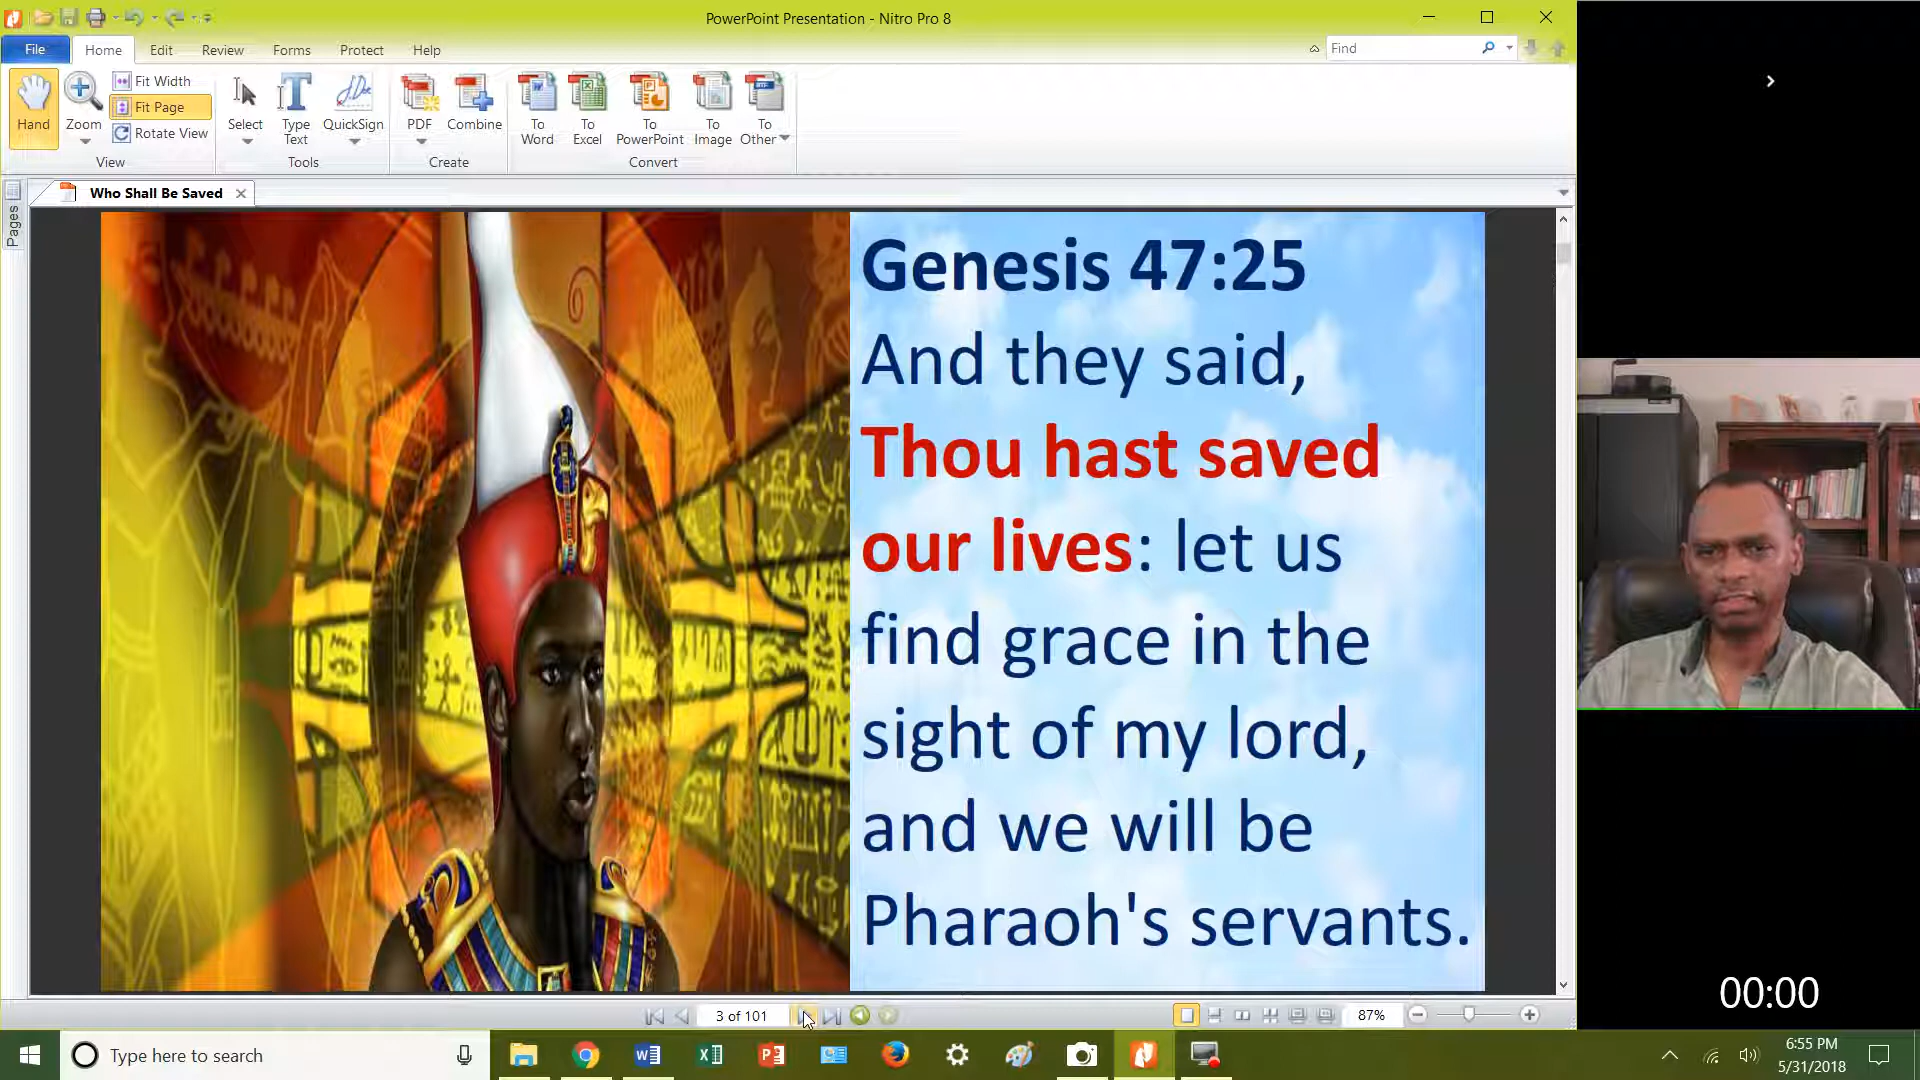 PowerPoint Presentation - Nitro Pro 8
File Home Edit Review Forms Protect Help
Find
Hand
Zoom
Fit Width
Fit Page
Rotate View
View
Select
Type Text
QuickSign
Tools
PDF
Combine
Create
To Word
To Excel
To PowerPoint
To Image
To Other
Convert
Who Shall Be Saved
Pages
Genesis 47:25
And they said,
Thou hast saved
our lives: let us
find grace in the
sight of my lord,
and we will be
Pharaoh's servants.
00:00
3 of 101
87%
Type here to search
6:55 PM
5/31/2018